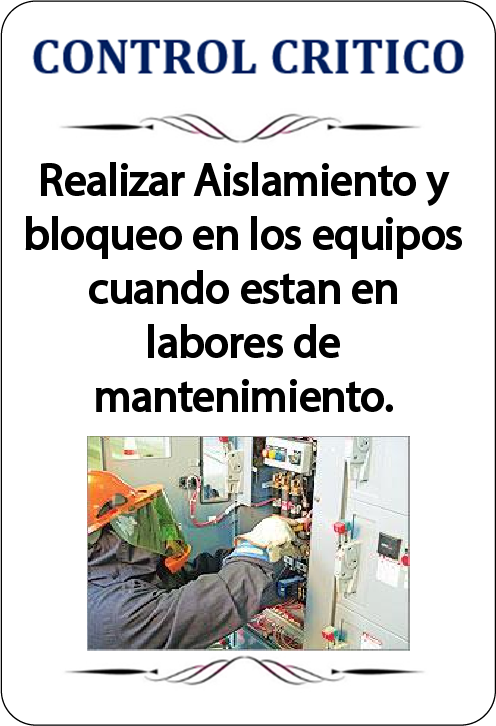 CONTROL CRITICO
Realizar Aislamiento y
bloqueo en los equipos
cuando estan en
labores de
mantenimiento.